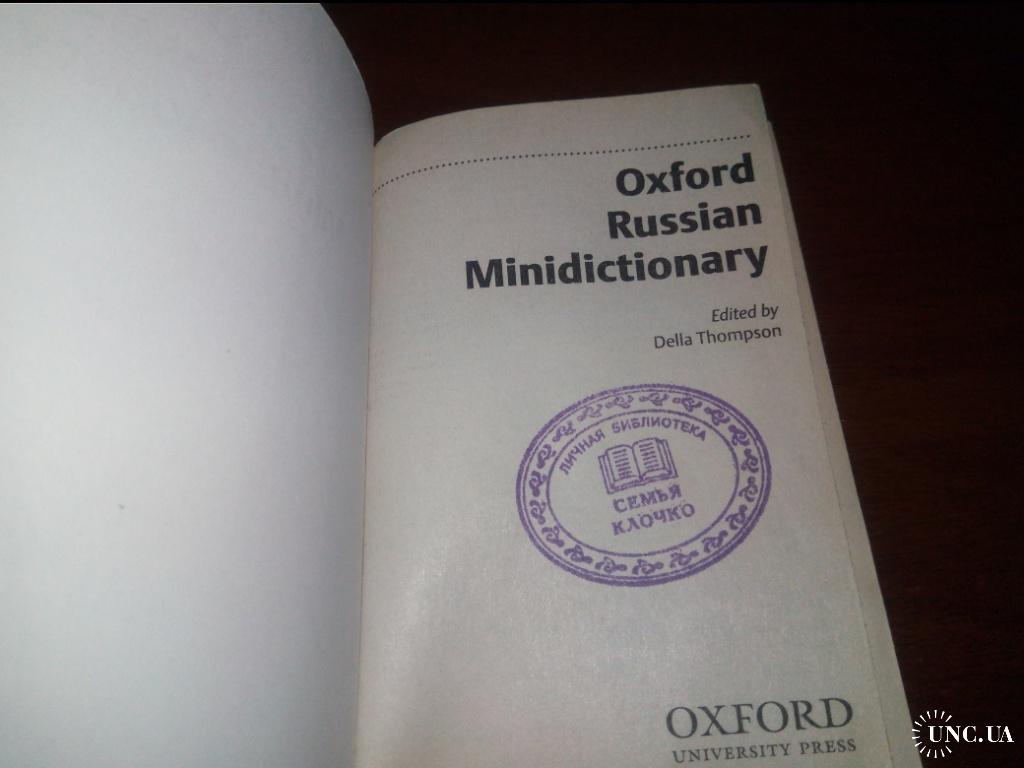 Oxford
Russian
Minidictionary
Edited by
Della Thompson
ЛИЧНАЯ БИБЛИОТЕКА
СЕМЬЯ
КЛОЧКО
OXFORD
UNIVERSITY PRESS
UNC.UA